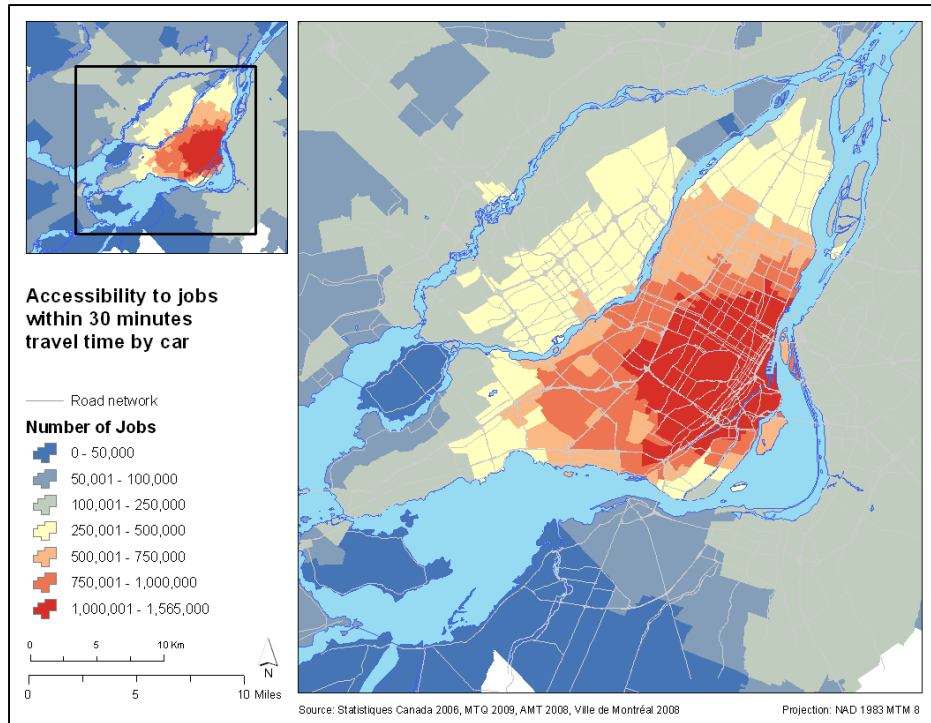 Accessibility to jobs
within 30 minutes
travel time by car
Road network
Number of Jobs
0 - 50,000
50,001 - 100,000
100,001 - 250,000
250,001 - 500,000
500,001 - 750,000
750,001 - 1,000,000
1,000,001 - 1,565,000
0 5 10 Km
N
0 5 10 Miles
Source: Statistiques Canada 2006, MTQ 2009, AMT 2008, Ville de Montréal 2008 Projection: NAD 1983 MTM 8